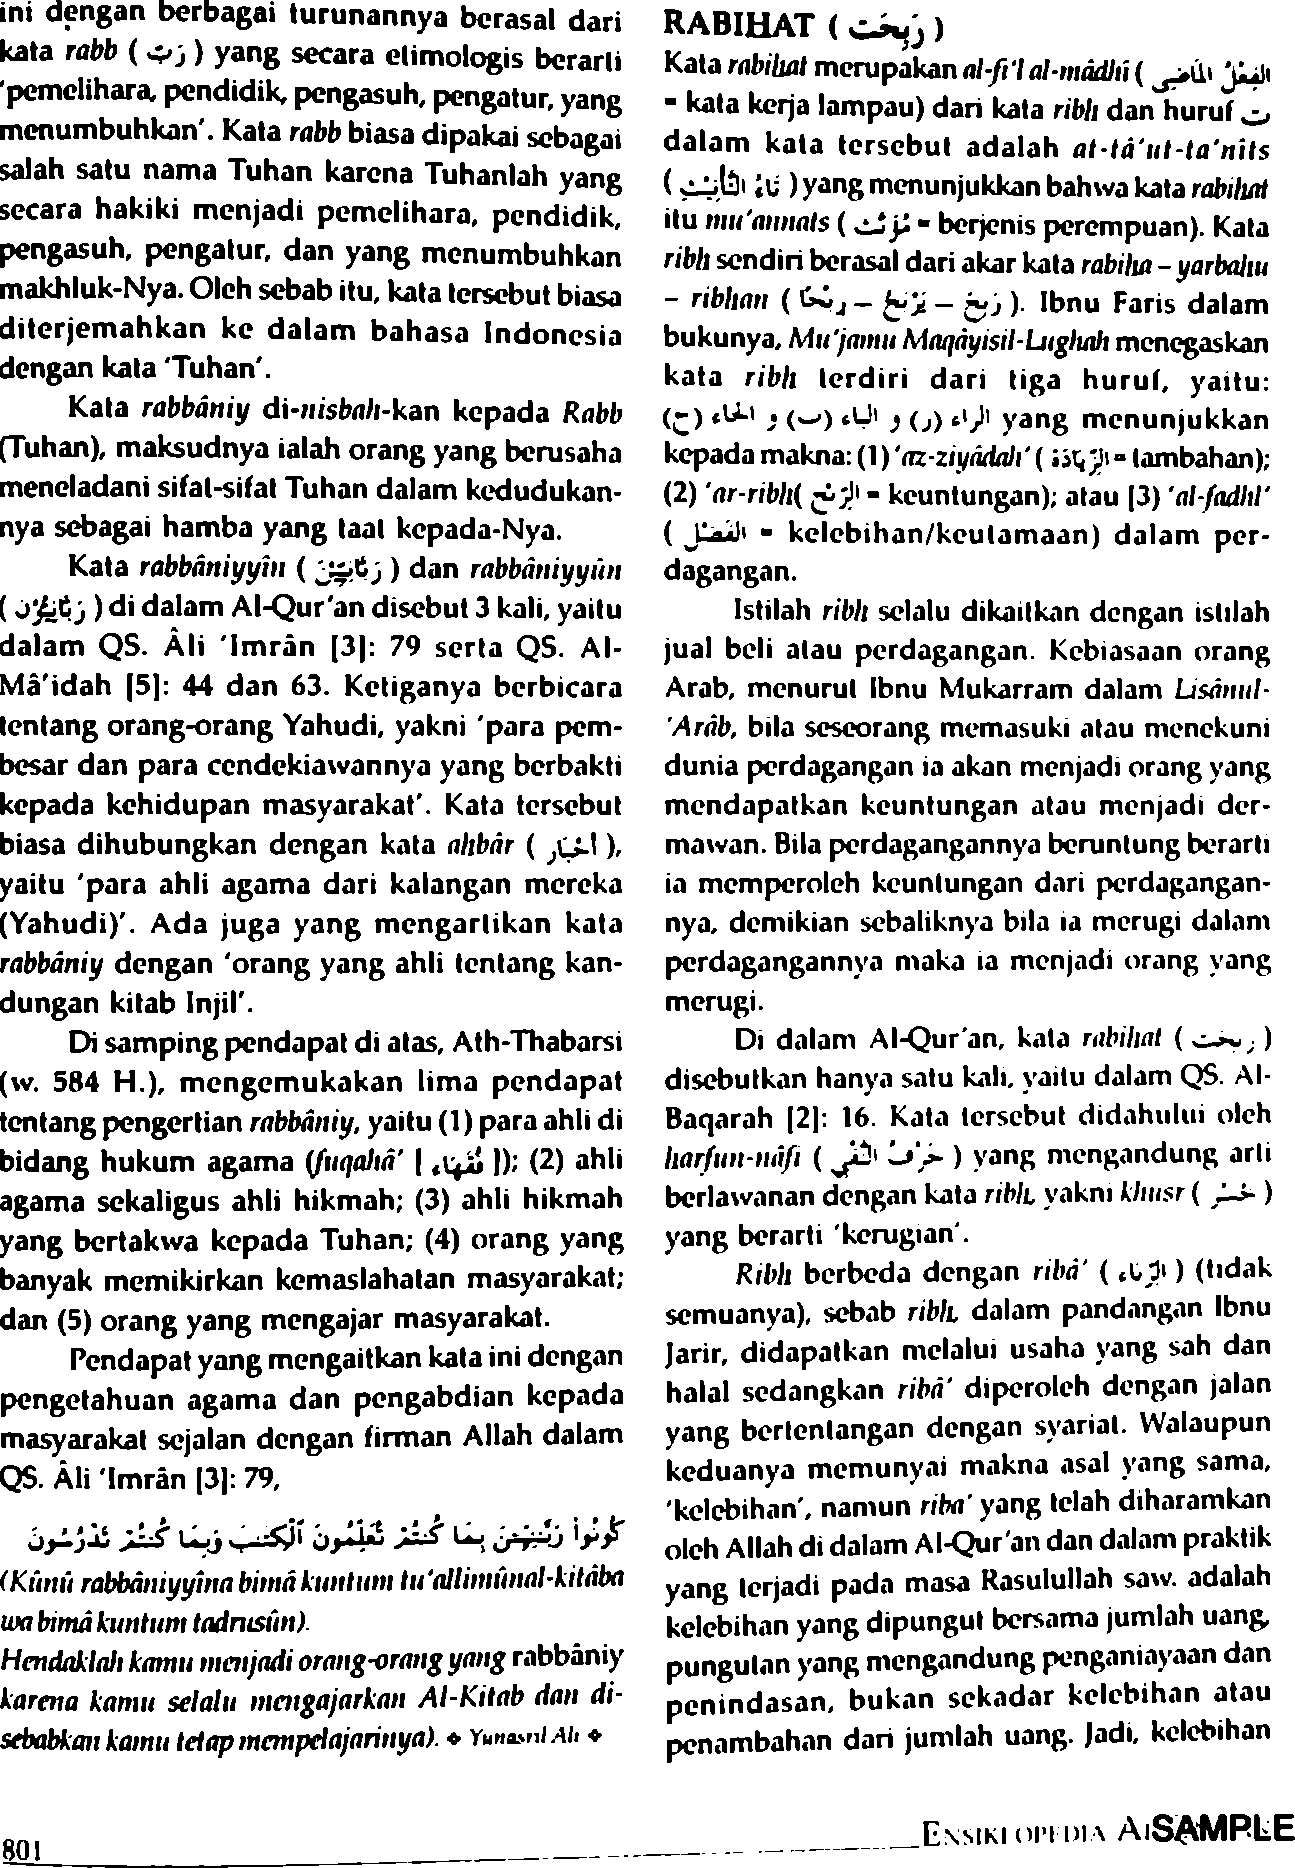 ini dengan berbagai turunannya berasal dari
kata rabb ( رَبّ ) yang secara etimologis berarti
'pemelihara, pendidik, pengasuh, pengatur, yang
menumbuhkan'. Kata rabb biasa dipakai sebagai
salah satu nama Tuhan karena Tuhanlah yang
secara hakiki menjadi pemelihara, pendidik,
pengasuh, pengatur, dan yang menumbuhkan
makhluk-Nya. Oleh sebab itu, kata tersebut biasa
diterjemahkan ke dalam bahasa Indonesia
dengan kata 'Tuhan'.
Kata rabbâniy di-nisbah-kan kepada Rabb
(Tuhan), maksudnya ialah orang yang berusaha
meneladani sifat-sifat Tuhan dalam kedudukan-
nya sebagai hamba yang taat kepada-Nya.
Kata rabbâniyyîn ( رَبَّانِيِّيْنَ ) dan rabbâniyyûn
( رَبَّانِيُّوْنَ ) di dalam Al-Qur'an disebut 3 kali, yaitu
dalam QS. Âli 'Imrân [3]: 79 serta QS. Al-
Mâ'idah [5]: 44 dan 63. Ketiganya berbicara
tentang orang-orang Yahudi, yakni 'para pem-
besar dan para cendekiawannya yang berbakti
kepada kehidupan masyarakat'. Kata tersebut
biasa dihubungkan dengan kata ahbâr ( أَحْبَار ),
yaitu 'para ahli agama dari kalangan mereka
(Yahudi)'. Ada juga yang mengartikan kata
rabbâniy dengan 'orang yang ahli tentang kan-
dungan kitab Injil'.
Di samping pendapat di atas, Ath-Thabarsi
(w. 584 H.), mengemukakan lima pendapat
tentang pengertian rabbâniy, yaitu (1) para ahli di
bidang hukum agama (fuqahâ' [ فُقَهَاء ]); (2) ahli
agama sekaligus ahli hikmah; (3) ahli hikmah
yang bertakwa kepada Tuhan; (4) orang yang
banyak memikirkan kemaslahatan masyarakat;
dan (5) orang yang mengajar masyarakat.
Pendapat yang mengaitkan kata ini dengan
pengetahuan agama dan pengabdian kepada
masyarakat sejalan dengan firman Allah dalam
QS. Âli 'Imrân [3]: 79,
كُونُوا۟ رَبَّٰنِيِّـۧنَ بِمَا كُنتُمْ تُعَلِّمُونَ ٱلْكِتَٰبَ وَبِمَا كُنتُمْ تَدْرُسُونَ
(Kûnû rabbâniyyîna bimâ kuntum tu'allimûnal-kitâba
wa bimâ kuntum tadrusûn).
Hendaklah kamu menjadi orang-orang yang rabbâniy
karena kamu selalu mengajarkan Al-Kitab dan di-
sebabkan kamu tetap mempelajarinya). ❖ Yunasril Ali ❖
RABIHAT ( رَبِحَتْ )
Kata rabihat merupakan al-fi'l al-mâdhî ( الفِعْلُ الْمَاضِي
= kata kerja lampau) dari kata ribh dan huruf ت
dalam kata tersebut adalah at-tâ'ut-ta'nîts
( تَاءُ التَّأْنِيْث ) yang menunjukkan bahwa kata rabihat
itu mu'annats ( مُؤَنَّث = berjenis perempuan). Kata
ribh sendiri berasal dari akar kata rabiha – yarbahu
– ribhan ( رَبِحَ – يَرْبَحُ – رِبْحًا ). Ibnu Faris dalam
bukunya, Mu'jamu Maqâyisil-Lughah menegaskan
kata ribh terdiri dari tiga huruf, yaitu:
الراء (ر) و الباء (ب) و الحاء (ح) yang menunjukkan
kepada makna: (1) 'az-ziyâdah' ( الزِّيَادَة = tambahan);
(2) 'ar-ribh( الرِّبْح = keuntungan); atau [3) 'al-fadhl'
( الفَضْل = kelebihan/keutamaan) dalam per-
dagangan.
Istilah ribh selalu dikaitkan dengan istilah
jual beli atau perdagangan. Kebiasaan orang
Arab, menurut Ibnu Mukarram dalam Lisânul-
'Arâb, bila seseorang memasuki atau menekuni
dunia perdagangan ia akan menjadi orang yang
mendapatkan keuntungan atau menjadi der-
mawan. Bila perdagangannya beruntung berarti
ia memperoleh keuntungan dari perdagangan-
nya, demikian sebaliknya bila ia merugi dalam
perdagangannya maka ia menjadi orang yang
merugi.
Di dalam Al-Qur'an, kata rabihat ( ربحت )
disebutkan hanya satu kali, yaitu dalam QS. Al-
Baqarah [2]: 16. Kata tersebut didahului oleh
harfun-nâfi ( حَرْفُ النَّفْي ) yang mengandung arti
berlawanan dengan kata ribh, yakni khusr ( خُسْر )
yang berarti 'kerugian'.
Ribh berbeda dengan ribâ' ( الرِّبَاء ) (tidak
semuanya), sebab ribh, dalam pandangan Ibnu
Jarir, didapatkan melalui usaha yang sah dan
halal sedangkan ribâ' diperoleh dengan jalan
yang bertentangan dengan syariat. Walaupun
keduanya memunyai makna asal yang sama,
'kelebihan', namun riba' yang telah diharamkan
oleh Allah di dalam Al-Qur'an dan dalam praktik
yang terjadi pada masa Rasulullah saw. adalah
kelebihan yang dipungut bersama jumlah uang,
pungutan yang mengandung penganiayaan dan
penindasan, bukan sekadar kelebihan atau
penambahan dari jumlah uang. Jadi, kelebihan
801
ENSIKLOPEDIA
SAMPLE